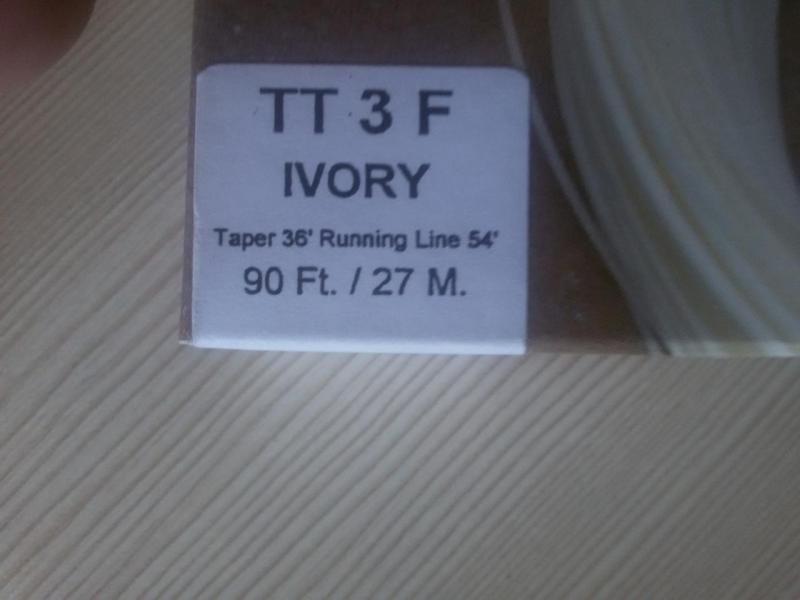 TT 3 F
IVORY
Taper 36' Running Line 54'
90 Ft. / 27 M.